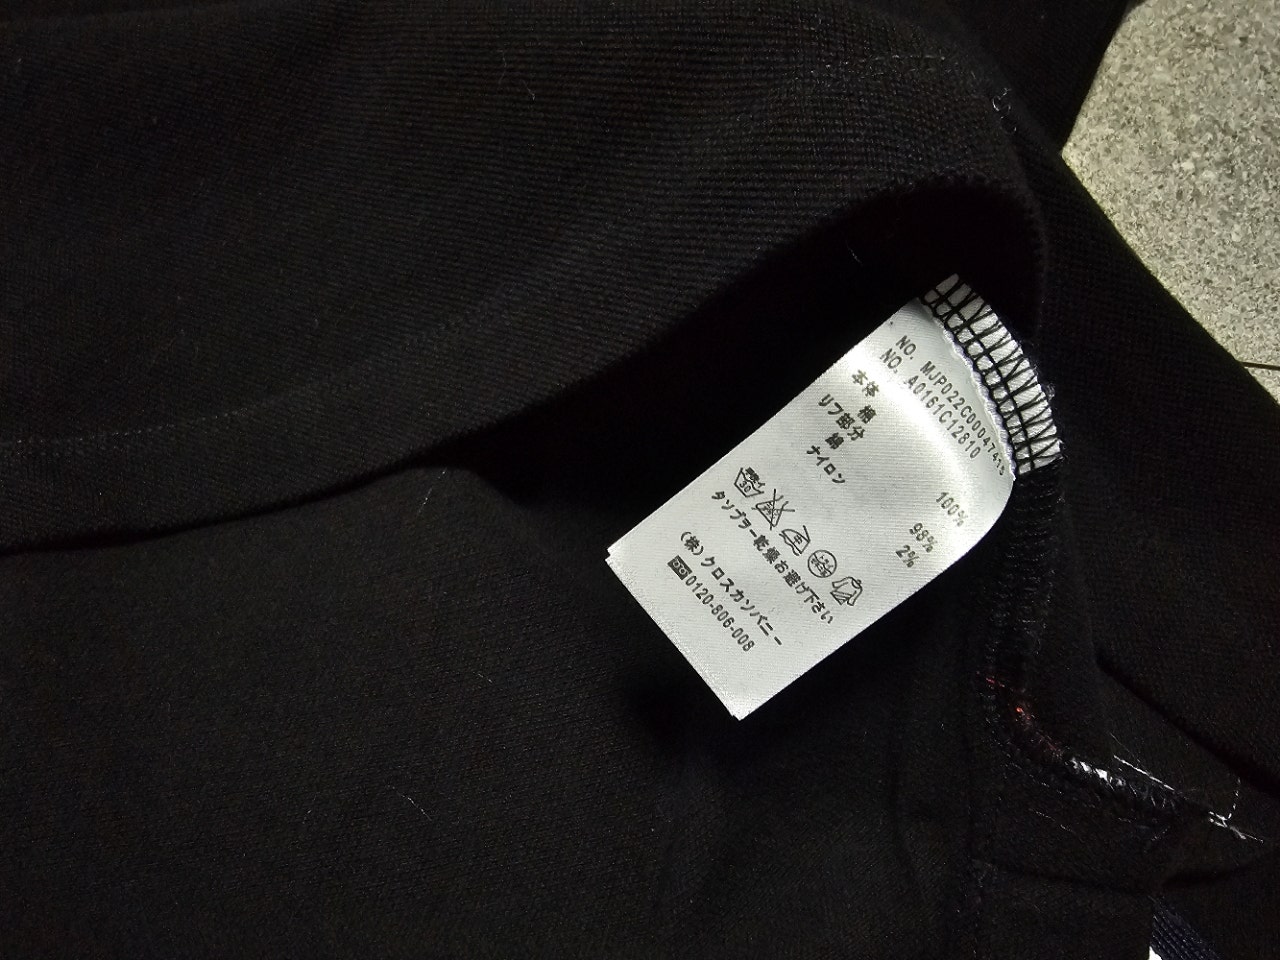 NO. MJP022C0004741S
NO. A0161C12810
本体 綿 100%
リブ部分
綿 98%
ナイロン 2%
30
タンブラー乾燥お避け下さい
(株)クロスカンパニー
0120-806-008